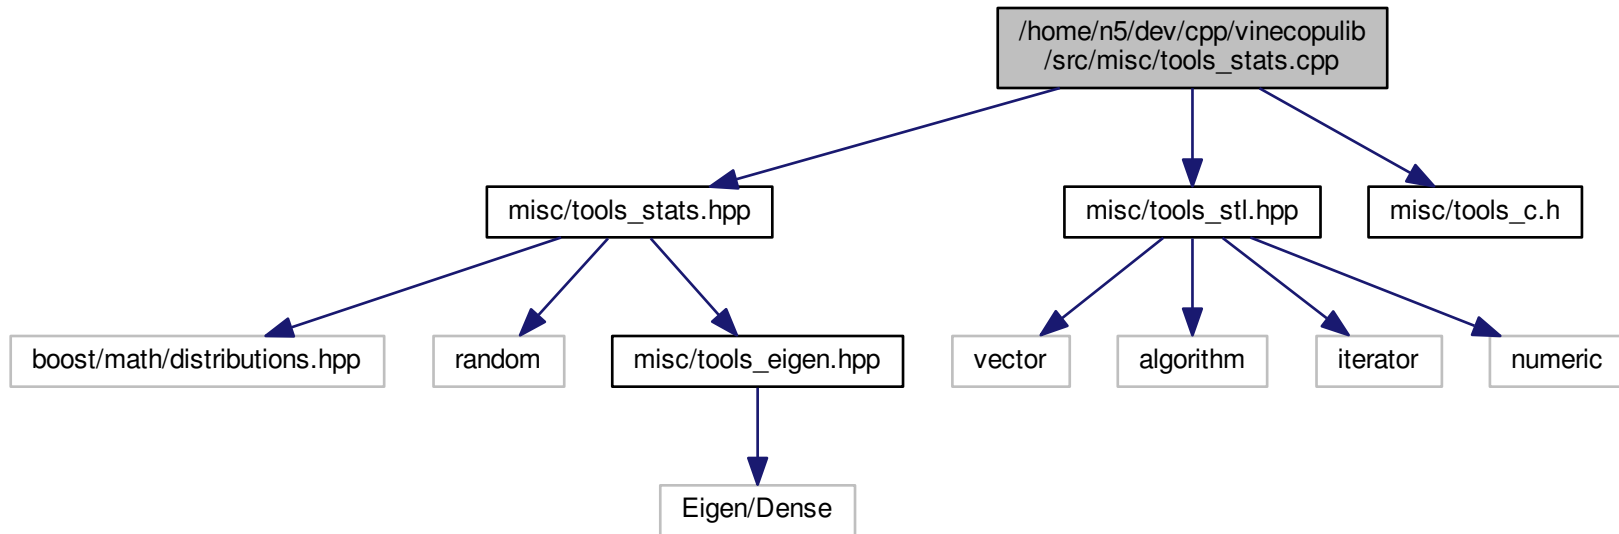 /home/n5/dev/cpp/vinecopulib
/src/misc/tools_stats.cpp
misc/tools_stats.hpp
misc/tools_stl.hpp
misc/tools_c.h
boost/math/distributions.hpp
random
misc/tools_eigen.hpp
vector
algorithm
iterator
numeric
Eigen/Dense